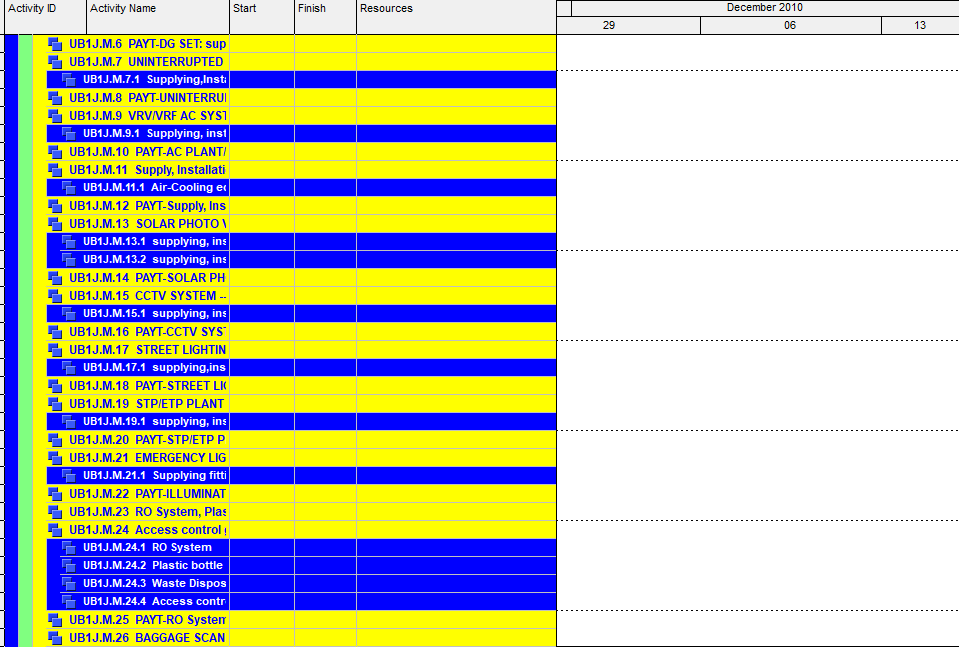 Activity ID Activity Name Start Finish Resources December 2010
29 06 13
UB1J.M.6 PAYT-DG SET: sup
UB1J.M.7 UNINTERRUPTED
UB1J.M.7.1 Supplying,Insta
UB1J.M.8 PAYT-UNINTERRU
UB1J.M.9 VRV/VRF AC SYST
UB1J.M.9.1 Supplying, inst
UB1J.M.10 PAYT-AC PLANT/
UB1J.M.11 Supply, Installati
UB1J.M.11.1 Air-Cooling eq
UB1J.M.12 PAYT-Supply, Ins
UB1J.M.13 SOLAR PHOTO V
UB1J.M.13.1 supplying, ins
UB1J.M.13.2 supplying, ins
UB1J.M.14 PAYT-SOLAR PH
UB1J.M.15 CCTV SYSTEM --
UB1J.M.15.1 supplying, ins
UB1J.M.16 PAYT-CCTV SYS
UB1J.M.17 STREET LIGHTIN
UB1J.M.17.1 supplying,ins
UB1J.M.18 PAYT-STREET LIG
UB1J.M.19 STP/ETP PLANT
UB1J.M.19.1 supplying, ins
UB1J.M.20 PAYT-STP/ETP P
UB1J.M.21 EMERGENCY LIG
UB1J.M.21.1 Supplying fitti
UB1J.M.22 PAYT-ILLUMINAT
UB1J.M.23 RO System, Plas
UB1J.M.24 Access control
UB1J.M.24.1 RO System
UB1J.M.24.2 Plastic bottle
UB1J.M.24.3 Waste Dispos
UB1J.M.24.4 Access contr
UB1J.M.25 PAYT-RO System
UB1J.M.26 BAGGAGE SCAN